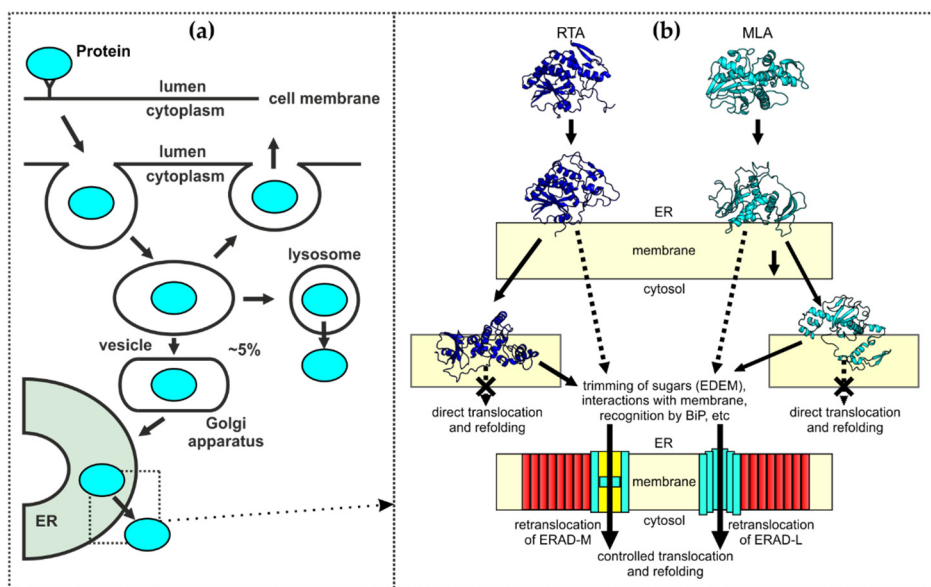 (a)
Protein
lumen
cytoplasm
cell membrane
lumen
cytoplasm
lysosome
vesicle
~5%
Golgi
apparatus
ER
(b)
RTA
MLA
ER
membrane
cytosol
trimming of sugars (EDEM),
interactions with membrane,
recognition by BiP, etc
direct translocation
and refolding
direct translocation
and refolding
ER
membrane
cytosol
retranslocation
of ERAD-M
retranslocation
of ERAD-L
controlled translocation
and refolding